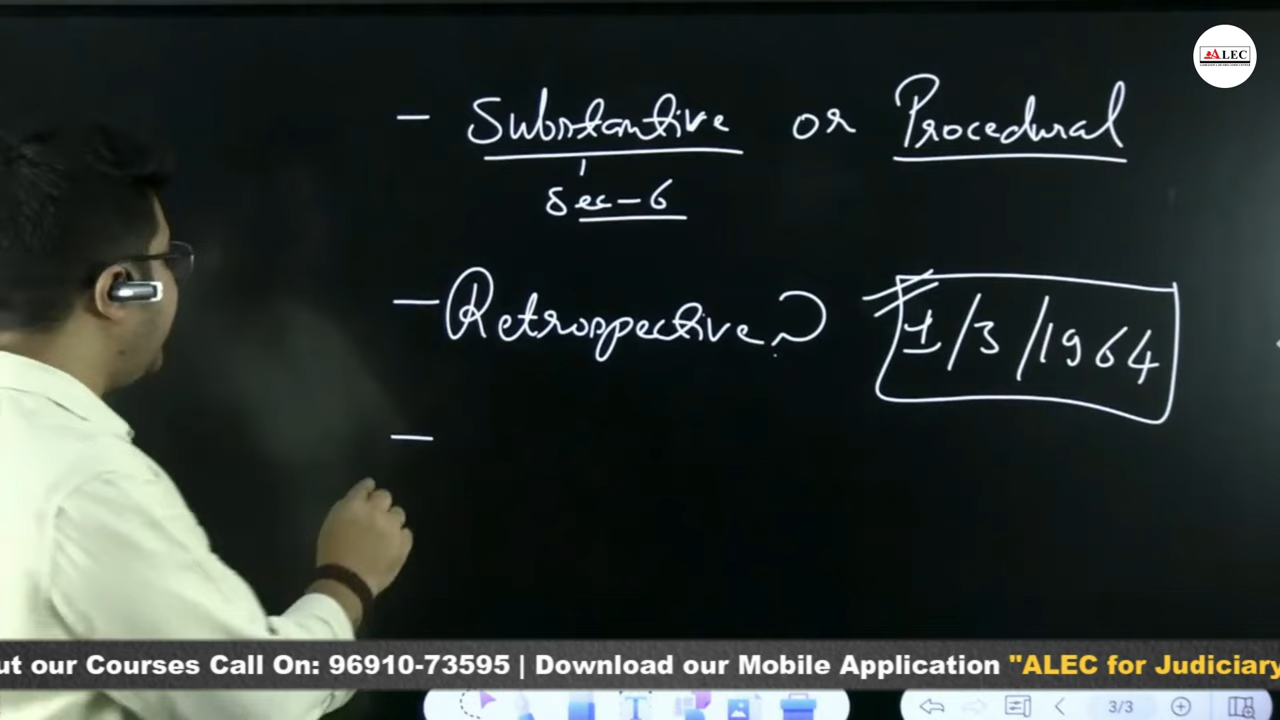 ALEC
- Substantive or Procedural
Sec-6
- Retrospective?
1/3/1964
-
ut our Courses Call On: 96910-73595 | Download our Mobile Application "ALEC for Judiciary
3/3